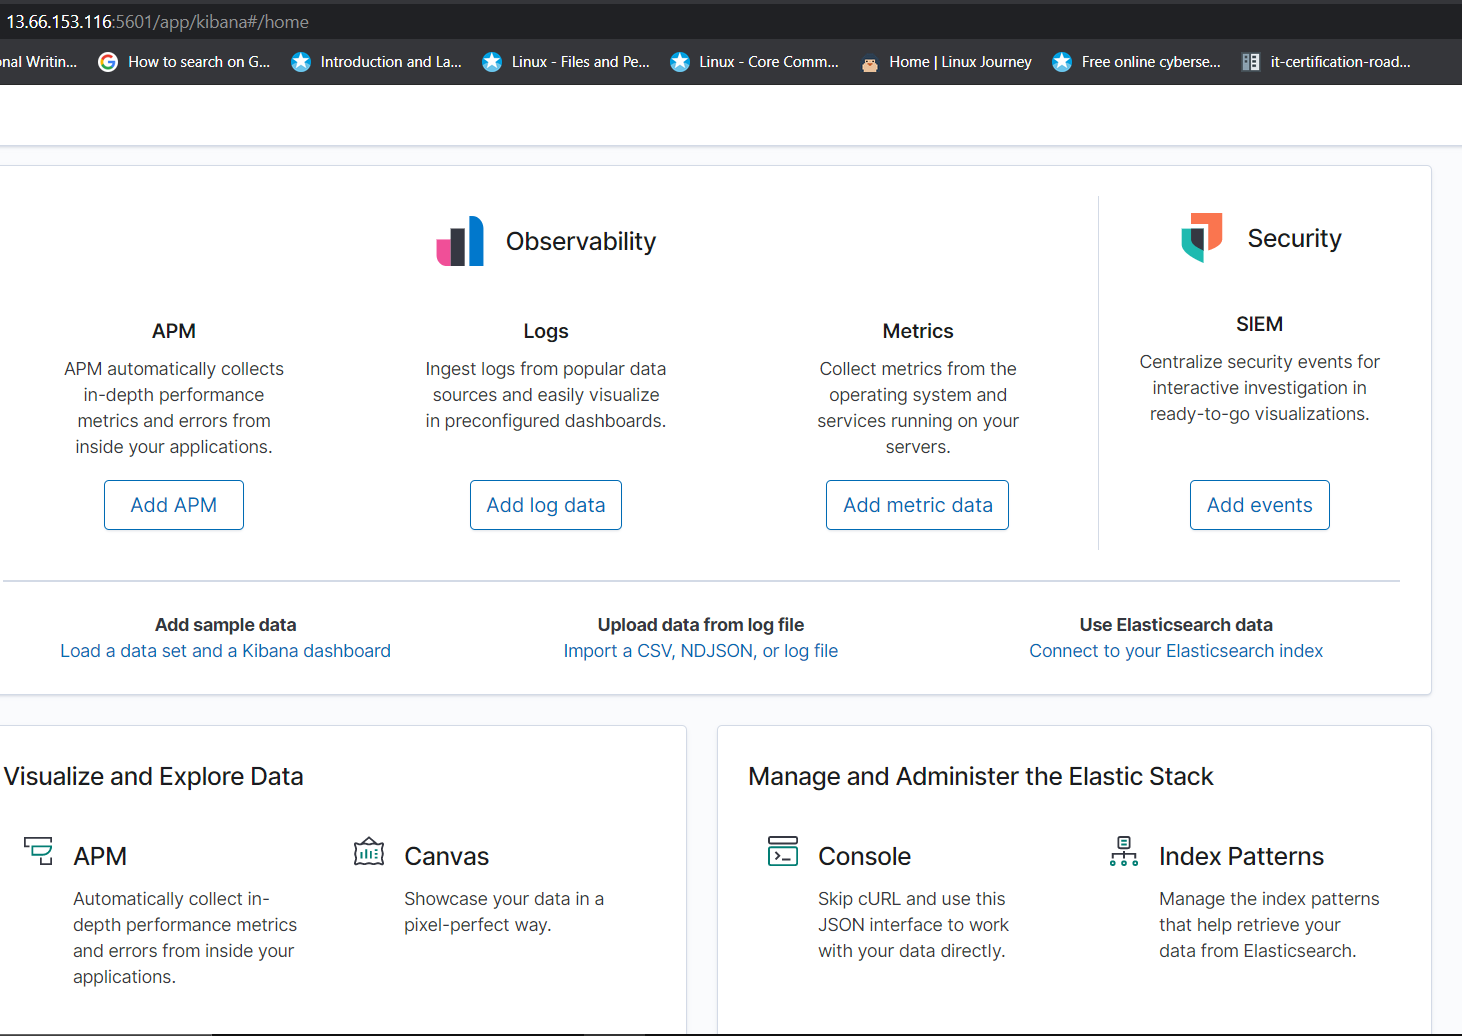 13.66.153.116:5601/app/kibana#/home
onal Writin... How to search on G... Introduction and La... Linux - Files and Pe... Linux - Core Comm... Home | Linux Journey Free online cyberse... it-certification-road...
Observability
Security
APM
APM automatically collects
in-depth performance
metrics and errors from
inside your applications.
Add APM
Logs
Ingest logs from popular data
sources and easily visualize
in preconfigured dashboards.
Add log data
Metrics
Collect metrics from the
operating system and
services running on your
servers.
Add metric data
SIEM
Centralize security events for
interactive investigation in
ready-to-go visualizations.
Add events
Add sample data
Load a data set and a Kibana dashboard
Upload data from log file
Import a CSV, NDJSON, or log file
Use Elasticsearch data
Connect to your Elasticsearch index
Visualize and Explore Data
APM
Automatically collect in-
depth performance metrics
and errors from inside your
applications.
Canvas
Showcase your data in a
pixel-perfect way.
Manage and Administer the Elastic Stack
Console
Skip cURL and use this
JSON interface to work
with your data directly.
Index Patterns
Manage the index patterns
that help retrieve your
data from Elasticsearch.